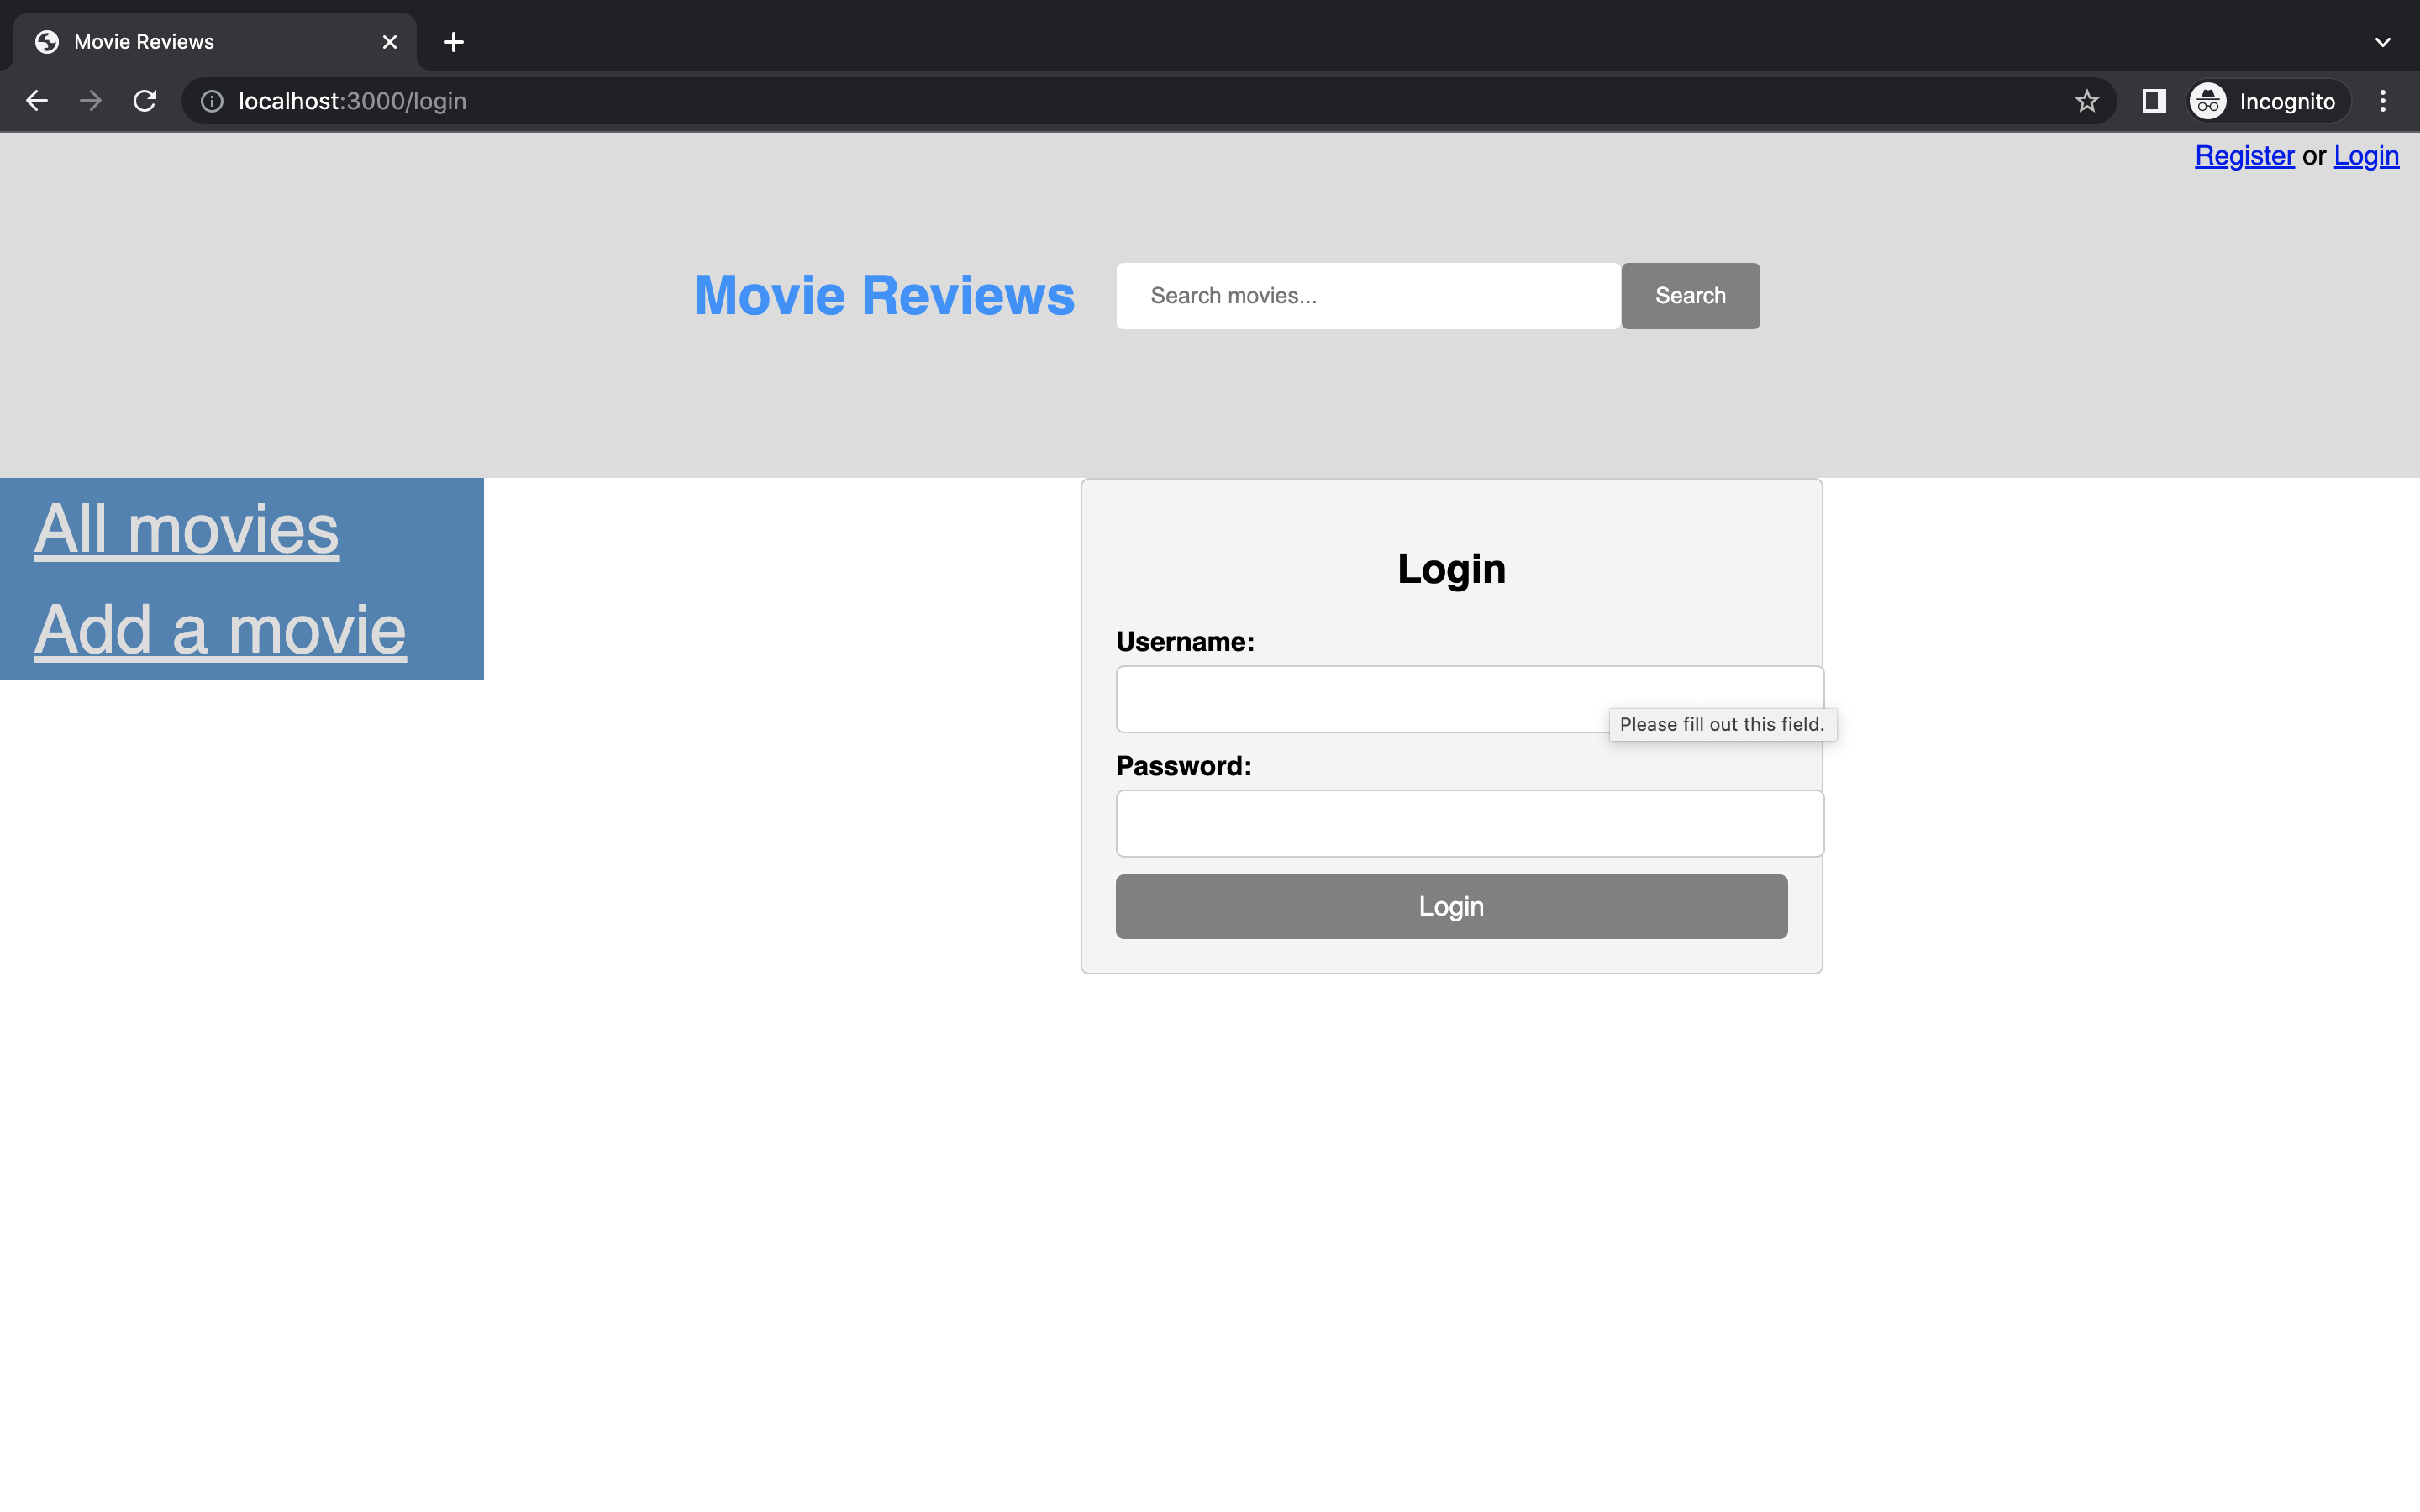 Movie Reviews
localhost:3000/login
Incognito
Register or Login
Movie Reviews
Search movies...
Search
All movies
Add a movie
Login
Username:
Please fill out this field.
Password:
Login